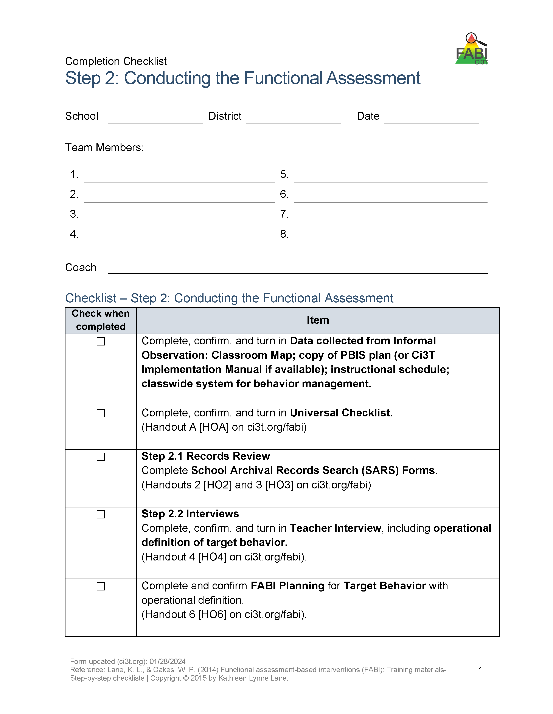 FABI
Completion Checklist
Step 2: Conducting the Functional Assessment
School District Date
Team Members:
1. 5.
2. 6.
3. 7.
4. 8.
Coach
Checklist – Step 2: Conducting the Functional Assessment
Check when completed Item
☐ Complete, confirm, and turn in Data collected from Informal
Observation: Classroom Map; copy of PBIS plan (or Ci3T
Implementation Manual if available); instructional schedule;
classwide system for behavior management.
☐ Complete, confirm, and turn in Universal Checklist.
(Handout A [HOA] on ci3t.org/fabi)
☐ Step 2.1 Records Review
Complete School Archival Records Search (SARS) Forms.
(Handouts 2 [HO2] and 3 [HO3] on ci3t.org/fabi)
☐ Step 2.2 Interviews
Complete, confirm, and turn in Teacher Interview, including operational
definition of target behavior.
(Handout 4 [HO4] on ci3t.org/fabi).
☐ Complete and confirm FABI Planning for Target Behavior with
operational definition.
(Handout 6 [HO6] on ci3t.org/fabi).
Form updated (ci3t.org): 01/28/2024
Reference: Lane, K. L., & Oakes, W. P. (2014) Functional assessment-based interventions (FABI): Training materials-
Step-by-step checklists | Copyright © 2015 by Kathleen Lynne Lane.